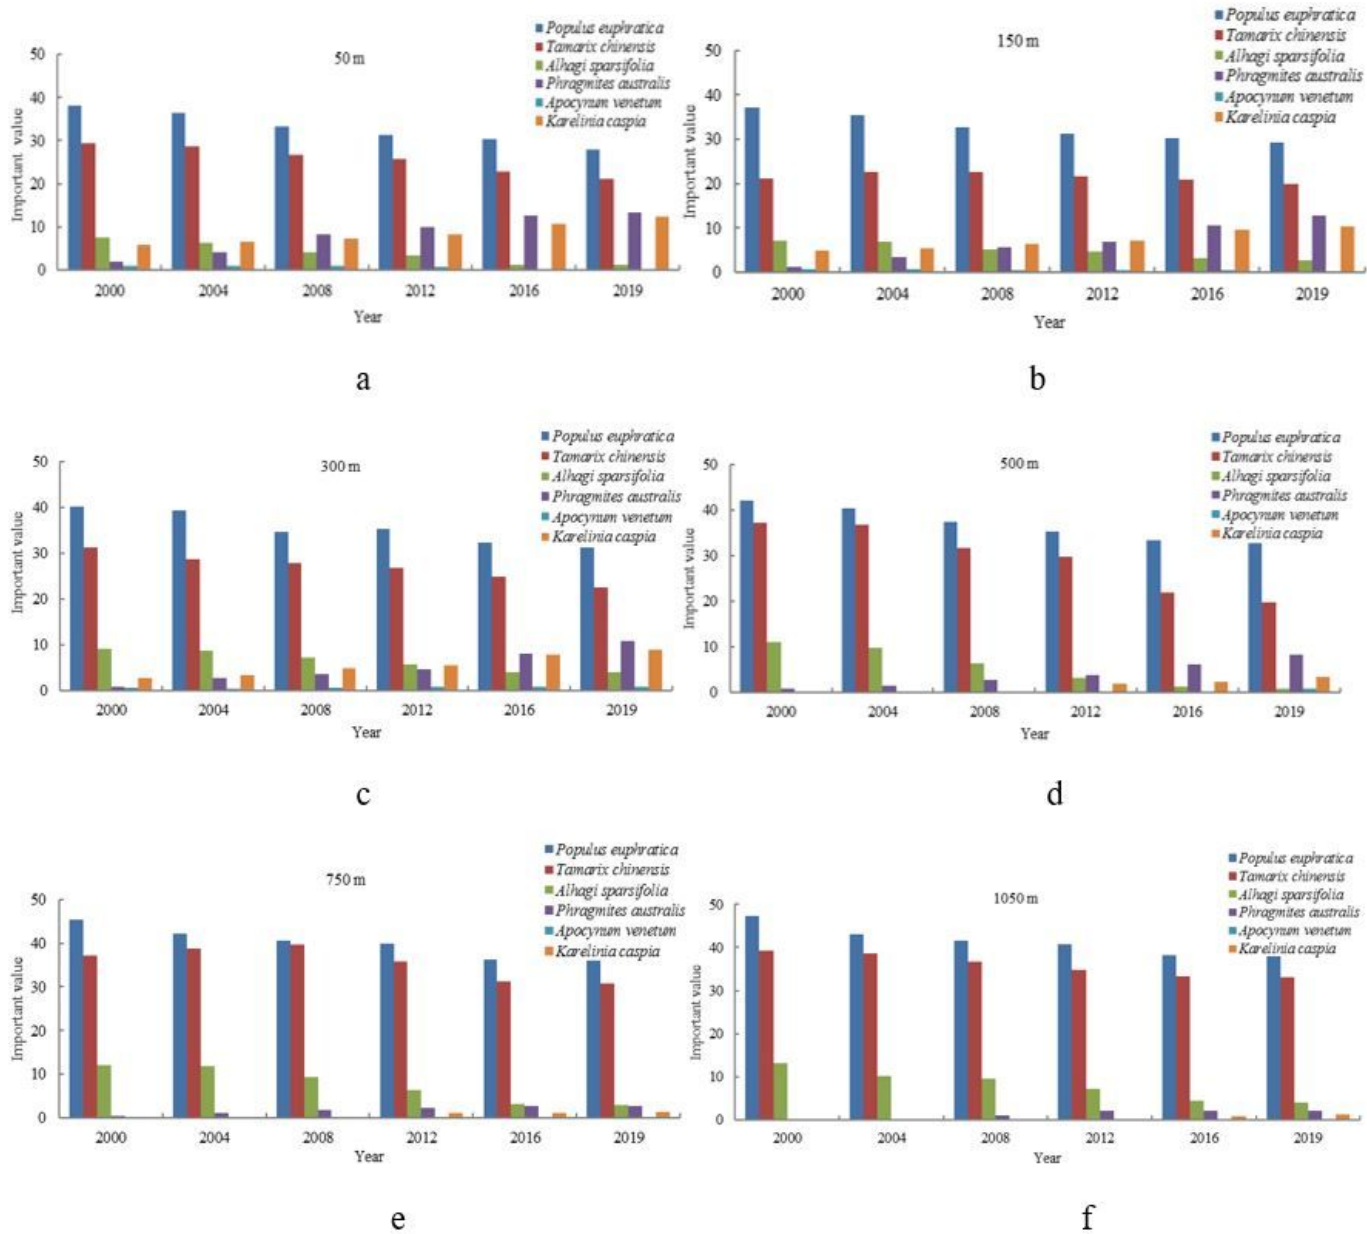 Populus euphratica
Tamarix chinensis
Alhagi sparsifolia
Phragmites australis
Apocynum venetum
Karelinia caspia
50 m
Important value
50
40
30
20
10
0
2000 2004 2008 2012 2016 2019
Year
a
Populus euphratica
Tamarix chinensis
Alhagi sparsifolia
Phragmites australis
Apocynum venetum
Karelinia caspia
150 m
Important value
50
40
30
20
10
0
2000 2004 2008 2012 2016 2019
Year
b
Populus euphratica
Tamarix chinensis
Alhagi sparsifolia
Phragmites australis
Apocynum venetum
Karelinia caspia
300 m
Important value
50
40
30
20
10
0
2000 2004 2008 2012 2016 2019
Year
c
Populus euphratica
Tamarix chinensis
Alhagi sparsifolia
Phragmites australis
Apocynum venetum
Karelinia caspia
500 m
Important value
50
40
30
20
10
0
2000 2004 2008 2012 2016 2019
Year
d
Populus euphratica
Tamarix chinensis
Alhagi sparsifolia
Phragmites australis
Apocynum venetum
Karelinia caspia
750 m
Important value
50
40
30
20
10
0
2000 2004 2008 2012 2016 2019
Year
e
Populus euphratica
Tamarix chinensis
Alhagi sparsifolia
Phragmites australis
Apocynum venetum
Karelinia caspia
1050 m
Important value
50
40
30
20
10
0
2000 2004 2008 2012 2016 2019
Year
f